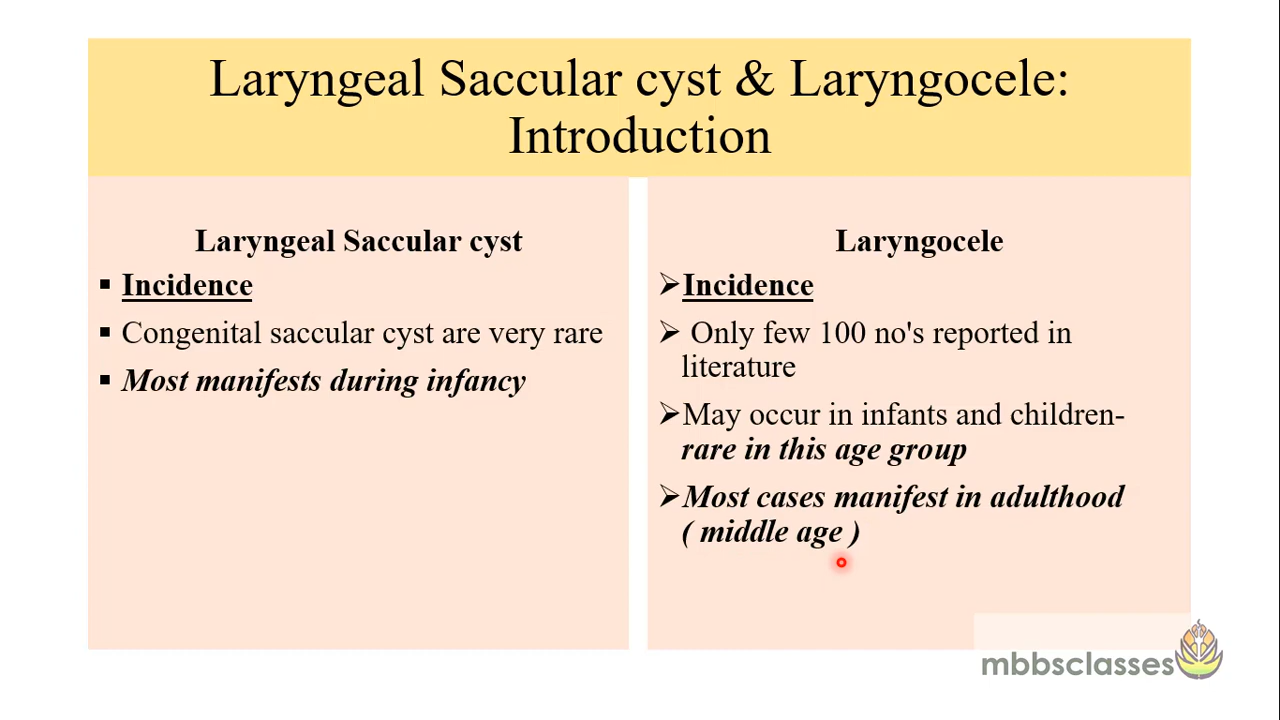 Laryngeal Saccular cyst & Laryngocele:
Introduction
Laryngeal Saccular cyst
▪ Incidence
▪ Congenital saccular cyst are very rare
▪ Most manifests during infancy
Laryngocele
➢Incidence
➢ Only few 100 no's reported in
literature
➢May occur in infants and children-
rare in this age group
➢Most cases manifest in adulthood
( middle age )
mbbsclasses